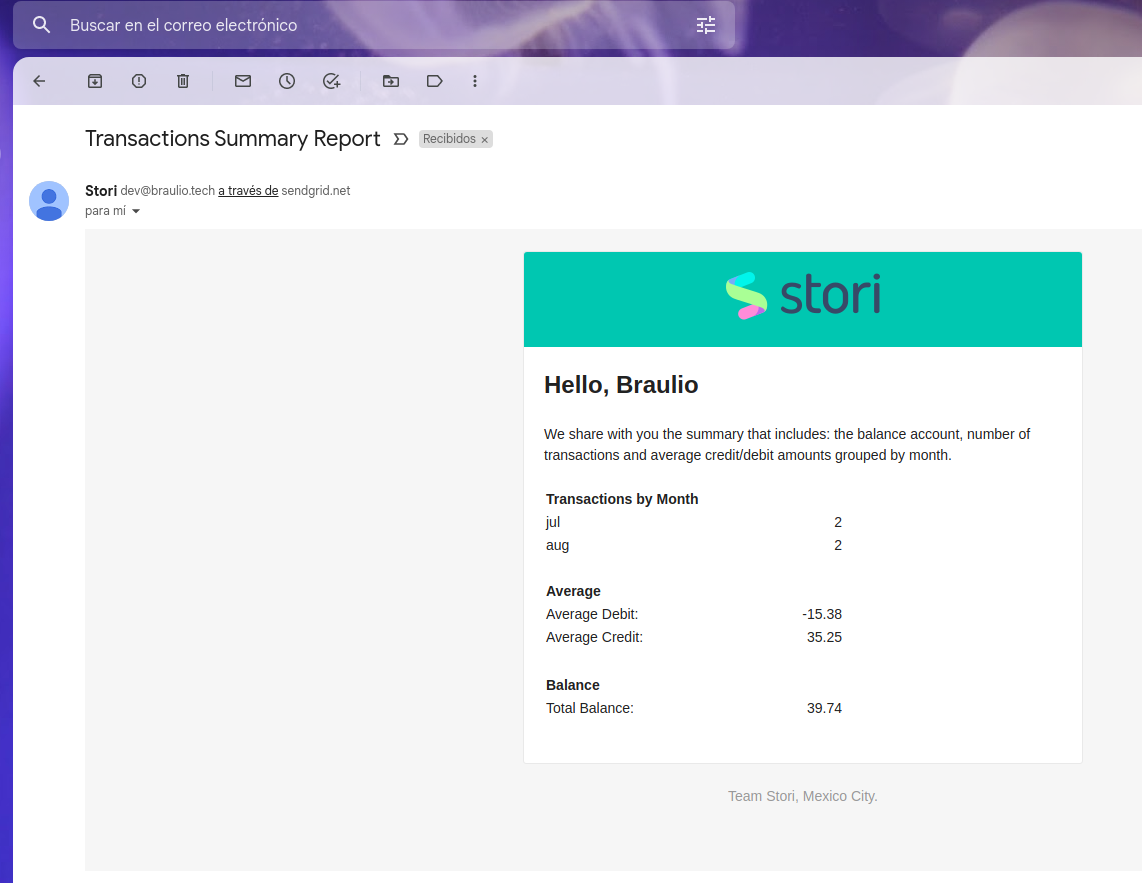 Buscar en el correo electrónico
Transactions Summary Report Recibidos ×
Stori dev@braulio.tech a través de sendgrid.net
para mí
stori
Hello, Braulio
We share with you the summary that includes: the balance account, number of
transactions and average credit/debit amounts grouped by month.
Transactions by Month
jul 2
aug 2
Average
Average Debit: -15.38
Average Credit: 35.25
Balance
Total Balance: 39.74
Team Stori, Mexico City.